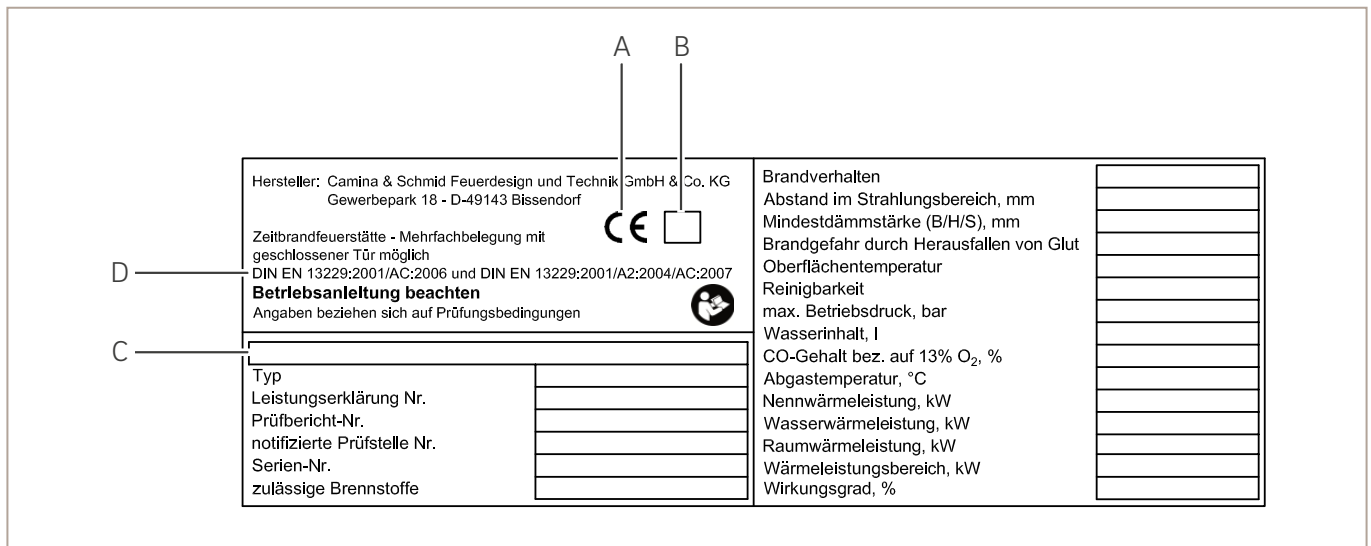 A B
Hersteller: Camina & Schmid Feuerdesign und Technik GmbH & Co. KG
Gewerbepark 18 - D-49143 Bissendorf
CE
Zeitbrandfeuerstätte - Mehrfachbelegung mit
geschlossener Tür möglich
D
DIN EN 13229:2001/AC:2006 und DIN EN 13229:2001/A2:2004/AC:2007
Betriebsanleitung beachten
Angaben beziehen sich auf Prüfungsbedingungen
C
Typ
Leistungserklärung Nr.
Prüfbericht-Nr.
notifizierte Prüfstelle Nr.
Serien-Nr.
zulässige Brennstoffe
Brandverhalten
Abstand im Strahlungsbereich, mm
Mindestdämmstärke (B/H/S), mm
Brandgefahr durch Herausfallen von Glut
Oberflächentemperatur
Reinigbarkeit
max. Betriebsdruck, bar
Wasserinhalt, l
CO-Gehalt bez. auf 13% O₂, %
Abgastemperatur, °C
Nennwärmeleistung, kW
Wasserwärmeleistung, kW
Raumwärmeleistung, kW
Wärmeleistungsbereich, kW
Wirkungsgrad, %